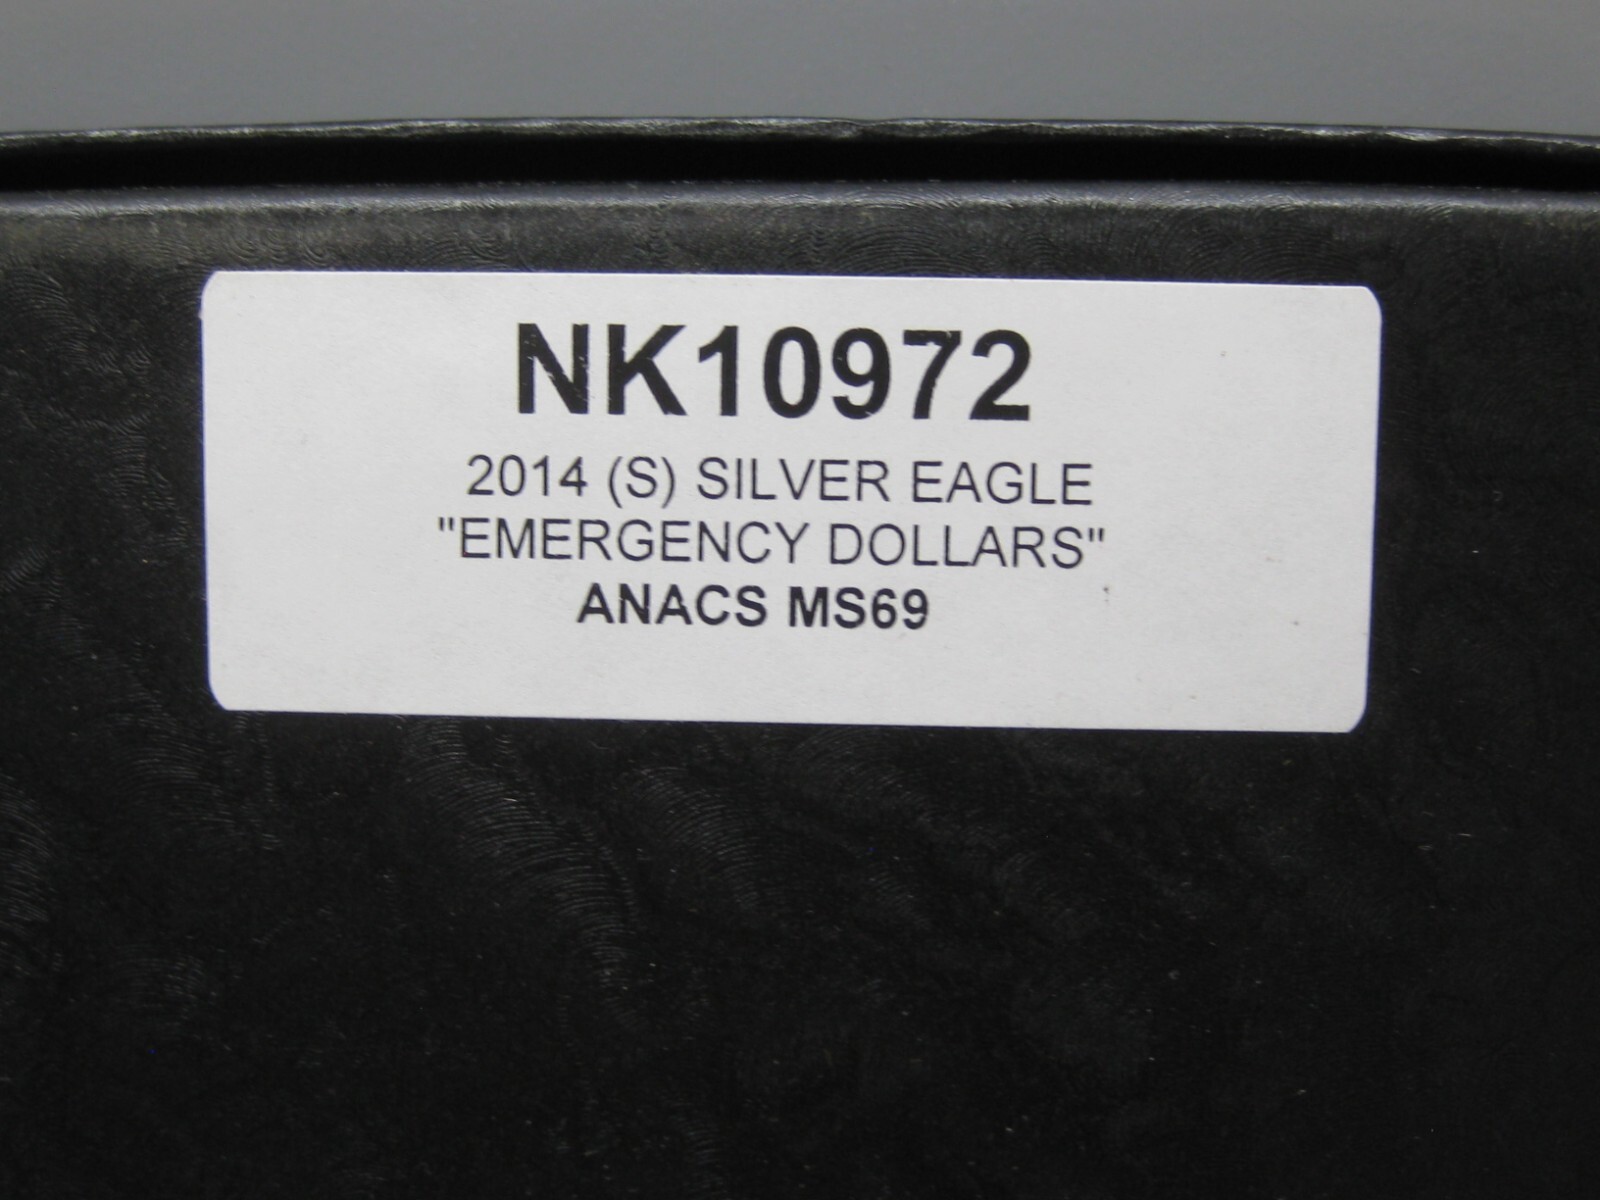 NK10972
2014 (S) SILVER EAGLE
"EMERGENCY DOLLARS"
ANACS MS69